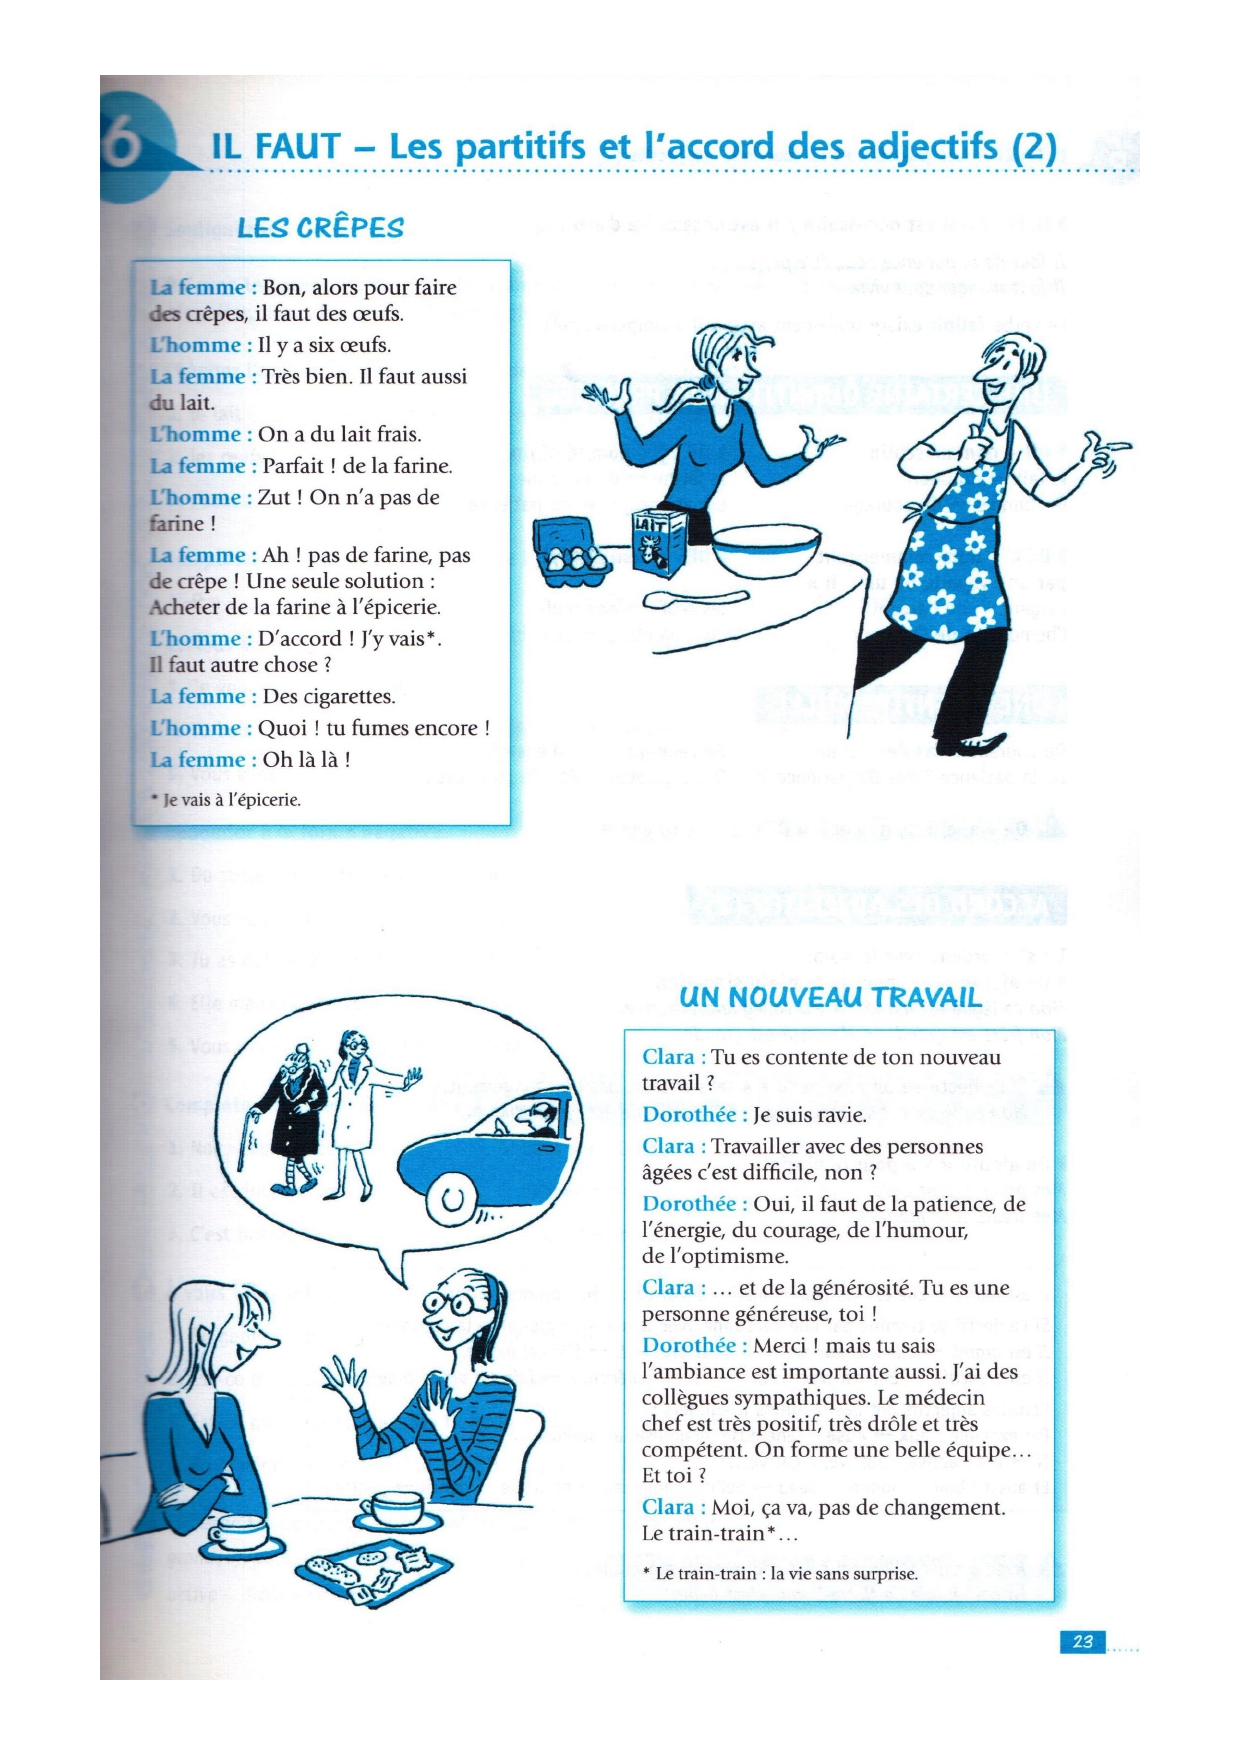 6
IL FAUT – Les partitifs et l'accord des adjectifs (2)
LES CRÊPES
La femme : Bon, alors pour faire
des crêpes, il faut des œufs.
L'homme : Il y a six œufs.
La femme : Très bien. Il faut aussi
du lait.
L'homme : On a du lait frais.
La femme : Parfait ! de la farine.
L'homme : Zut ! On n'a pas de
farine !
La femme : Ah ! pas de farine, pas
de crêpe ! Une seule solution :
Acheter de la farine à l'épicerie.
L'homme : D'accord ! J'y vais*.
Il faut autre chose ?
La femme : Des cigarettes.
L'homme : Quoi ! tu fumes encore !
La femme : Oh là là !
* Je vais à l'épicerie.
LAIT
UN NOUVEAU TRAVAIL
Clara : Tu es contente de ton nouveau
travail ?
Dorothée : Je suis ravie.
Clara : Travailler avec des personnes
âgées c'est difficile, non ?
Dorothée : Oui, il faut de la patience, de
l'énergie, du courage, de l'humour,
de l'optimisme.
Clara : … et de la générosité. Tu es une
personne généreuse, toi !
Dorothée : Merci ! mais tu sais
l'ambiance est importante aussi. J'ai des
collègues sympathiques. Le médecin
chef est très positif, très drôle et très
compétent. On forme une belle équipe…
Et toi ?
Clara : Moi, ça va, pas de changement.
Le train-train*…
* Le train-train : la vie sans surprise.
23